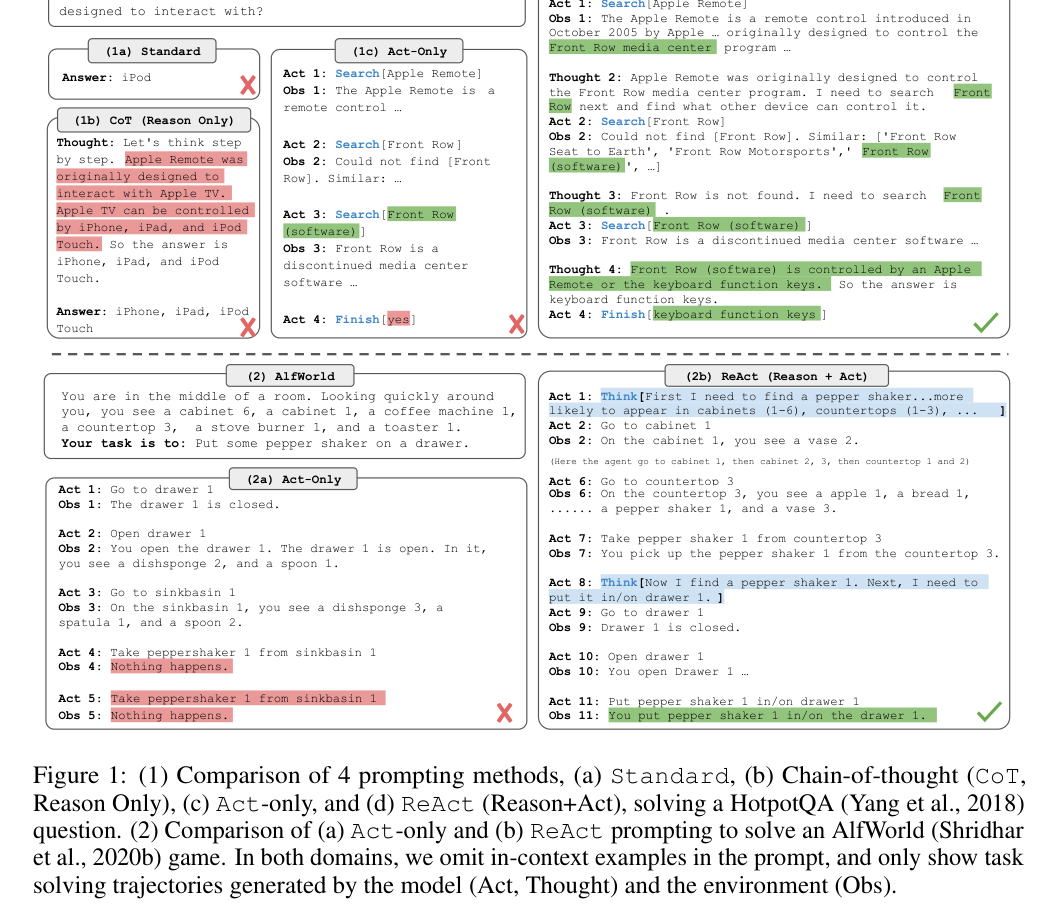 designed to interact with?
(1a) Standard
Answer: iPod
(1b) CoT (Reason Only)
Thought: Let's think step
by step. Apple Remote was
originally designed to
interact with Apple TV.
Apple TV can be controlled
by iPhone, iPad, and iPod
Touch. So the answer is
iPhone, iPad, and iPod
Touch.
Answer: iPhone, iPad, iPod
Touch
(1c) Act-Only
Act 1: Search[Apple Remote]
Obs 1: The Apple Remote is a
remote control …
Act 2: Search[Front Row]
Obs 2: Could not find [Front
Row]. Similar: …
Act 3: Search[Front Row
(software)]
Obs 3: Front Row is a
discontinued media center
software …
Act 4: Finish[yes]
Act 1: Search[Apple Remote]
Obs 1: The Apple Remote is a remote control introduced in
October 2005 by Apple … originally designed to control the
Front Row media center program …
Thought 2: Apple Remote was originally designed to control
the Front Row media center program. I need to search Front
Row next and find what other device can control it.
Act 2: Search[Front Row]
Obs 2: Could not find [Front Row]. Similar: ['Front Row
Seat to Earth', 'Front Row Motorsports',' Front Row
(software)', …]
Thought 3: Front Row is not found. I need to search Front
Row (software) .
Act 3: Search[Front Row (software)]
Obs 3: Front Row is a discontinued media center software …
Thought 4: Front Row (software) is controlled by an Apple
Remote or the keyboard function keys. So the answer is
keyboard function keys.
Act 4: Finish[keyboard function keys]
(2) AlfWorld
You are in the middle of a room. Looking quickly around
you, you see a cabinet 6, a cabinet 1, a coffee machine 1,
a countertop 3, a stove burner 1, and a toaster 1.
Your task is to: Put some pepper shaker on a drawer.
(2a) Act-Only
Act 1: Go to drawer 1
Obs 1: The drawer 1 is closed.
Act 2: Open drawer 1
Obs 2: You open the drawer 1. The drawer 1 is open. In it,
you see a dishsponge 2, and a spoon 1.
Act 3: Go to sinkbasin 1
Obs 3: On the sinkbasin 1, you see a dishsponge 3, a
spatula 1, and a spoon 2.
Act 4: Take peppershaker 1 from sinkbasin 1
Obs 4: Nothing happens.
Act 5: Take peppershaker 1 from sinkbasin 1
Obs 5: Nothing happens.
(2b) ReAct (Reason + Act)
Act 1: Think[First I need to find a pepper shaker...more
likely to appear in cabinets (1-6), countertops (1-3), ... ]
Act 2: Go to cabinet 1
Obs 2: On the cabinet 1, you see a vase 2.
(Here the agent go to cabinet 1, then cabinet 2, 3, then countertop 1 and 2)
Act 6: Go to countertop 3
Obs 6: On the countertop 3, you see a apple 1, a bread 1,
...... a pepper shaker 1, and a vase 3.
Act 7: Take pepper shaker 1 from countertop 3
Obs 7: You pick up the pepper shaker 1 from the countertop 3.
Act 8: Think[Now I find a pepper shaker 1. Next, I need to
put it in/on drawer 1. ]
Act 9: Go to drawer 1
Obs 9: Drawer 1 is closed.
Act 10: Open drawer 1
Obs 10: You open Drawer 1 …
Act 11: Put pepper shaker 1 in/on drawer 1
Obs 11: You put pepper shaker 1 in/on the drawer 1.
Figure 1: (1) Comparison of 4 prompting methods, (a) Standard, (b) Chain-of-thought (CoT,
Reason Only), (c) Act-only, and (d) ReAct (Reason+Act), solving a HotpotQA (Yang et al., 2018)
question. (2) Comparison of (a) Act-only and (b) ReAct prompting to solve an AlfWorld (Shridhar
et al., 2020b) game. In both domains, we omit in-context examples in the prompt, and only show task
solving trajectories generated by the model (Act, Thought) and the environment (Obs).